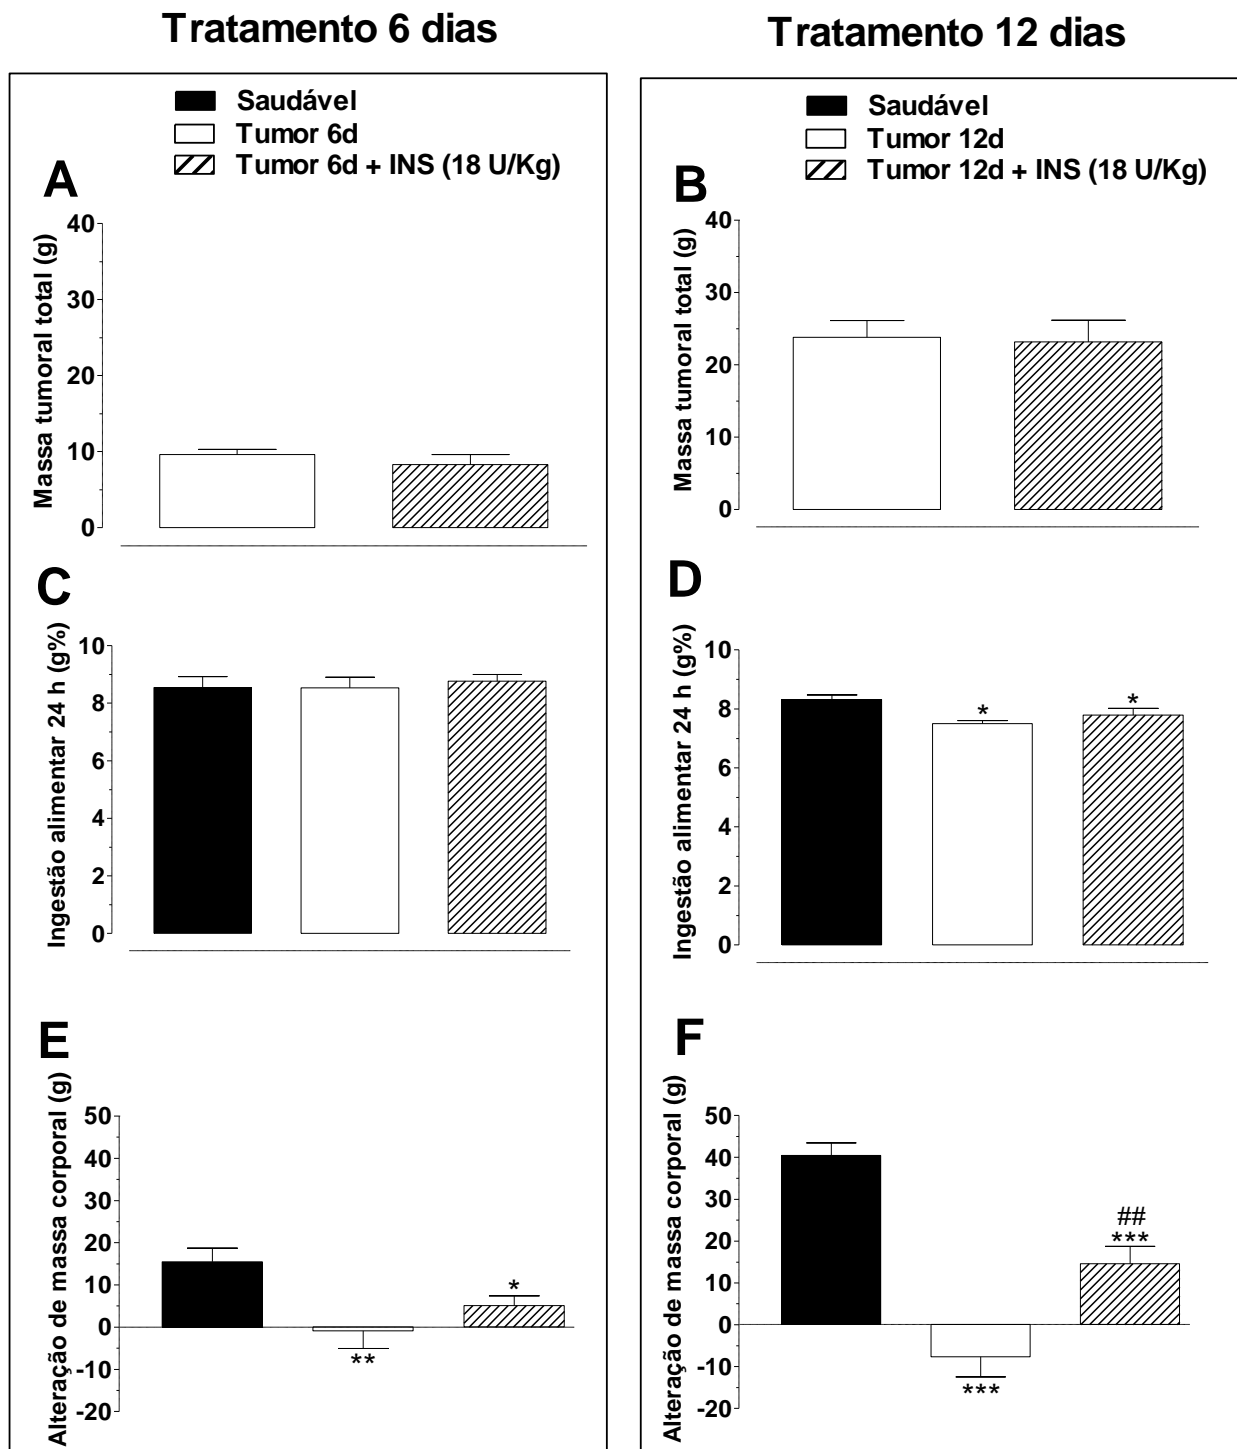 Tratamento 6 dias
Saudável
Tumor 6d
Tumor 6d + INS (18 U/Kg)
A
Massa tumoral total (g)
40
30
20
10
0
C
Ingestão alimentar 24 h (g%)
10
8
6
4
2
0
E
Alteração de massa corporal (g)
50
40
30
20
10
0
-10
-20
**
*
Tratamento 12 dias
Saudável
Tumor 12d
Tumor 12d + INS (18 U/Kg)
B
Massa tumoral total (g)
40
30
20
10
0
D
Ingestão alimentar 24 h (g%)
10
8
6
4
2
0
*
*
F
Alteração de massa corporal (g)
50
40
30
20
10
0
-10
-20
***
##
***